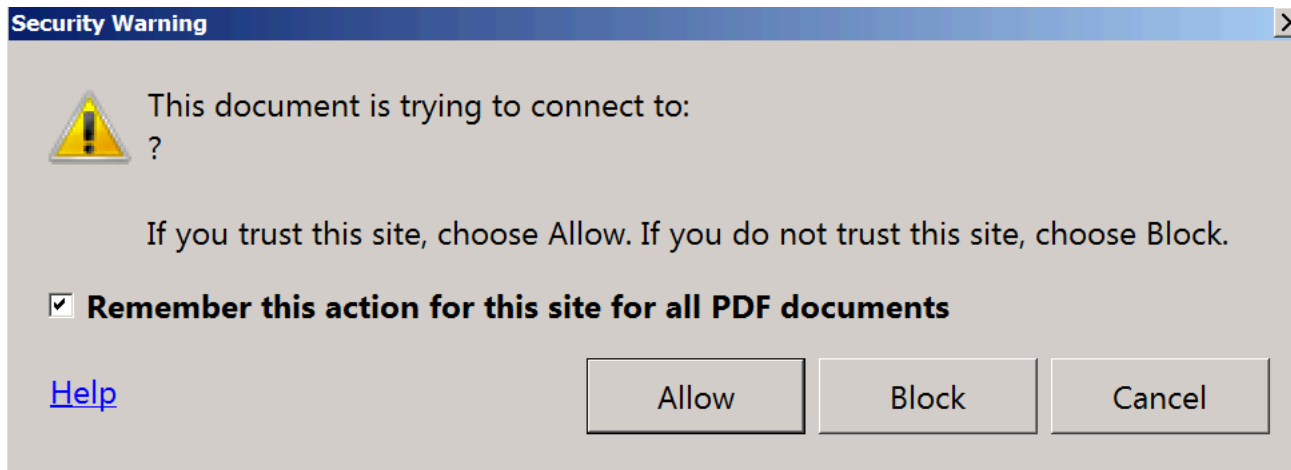 Security Warning
This document is trying to connect to:
?
If you trust this site, choose Allow. If you do not trust this site, choose Block.
Remember this action for this site for all PDF documents
Help
Allow
Block
Cancel